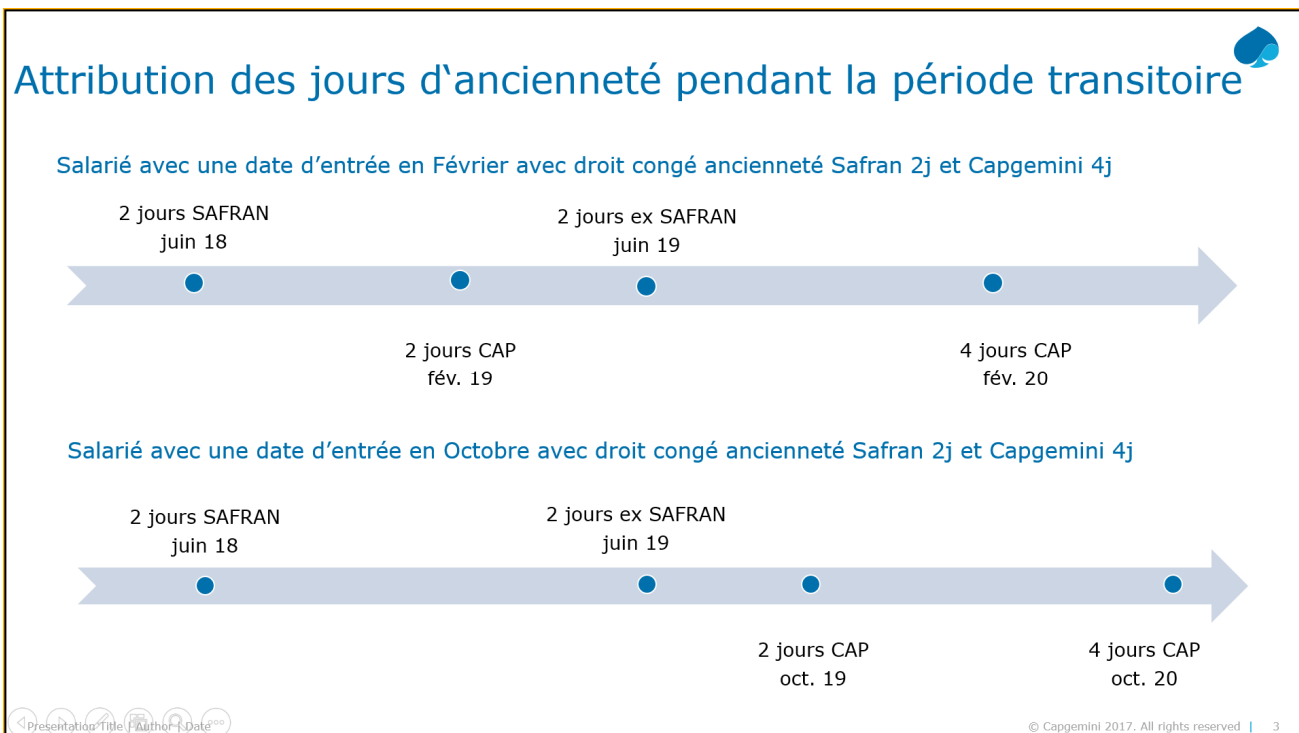 Attribution des jours d‘ancienneté pendant la période transitoire
Salarié avec une date d’entrée en Février avec droit congé ancienneté Safran 2j et Capgemini 4j
2 jours SAFRAN
juin 18
2 jours ex SAFRAN
juin 19
2 jours CAP
fév. 19
4 jours CAP
fév. 20
Salarié avec une date d’entrée en Octobre avec droit congé ancienneté Safran 2j et Capgemini 4j
2 jours SAFRAN
juin 18
2 jours ex SAFRAN
juin 19
2 jours CAP
oct. 19
4 jours CAP
oct. 20
Presentation Title | Author | Date
© Capgemini 2017. All rights reserved | 3